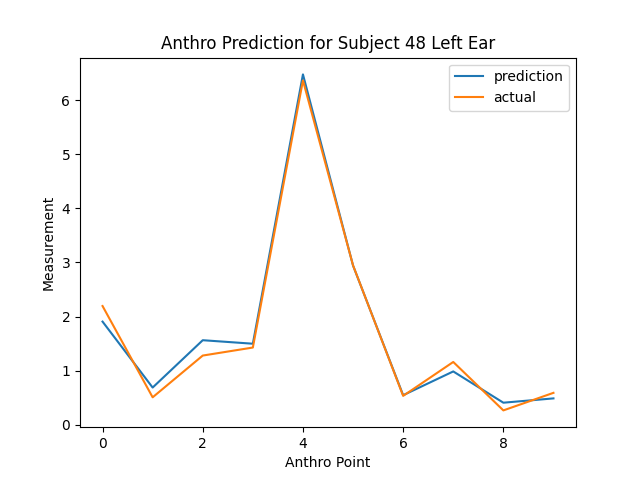 Anthro Prediction for Subject 48 Left Ear
prediction
actual
6
5
4
3
2
1
0
Measurement
0 2 4 6 8
Anthro Point